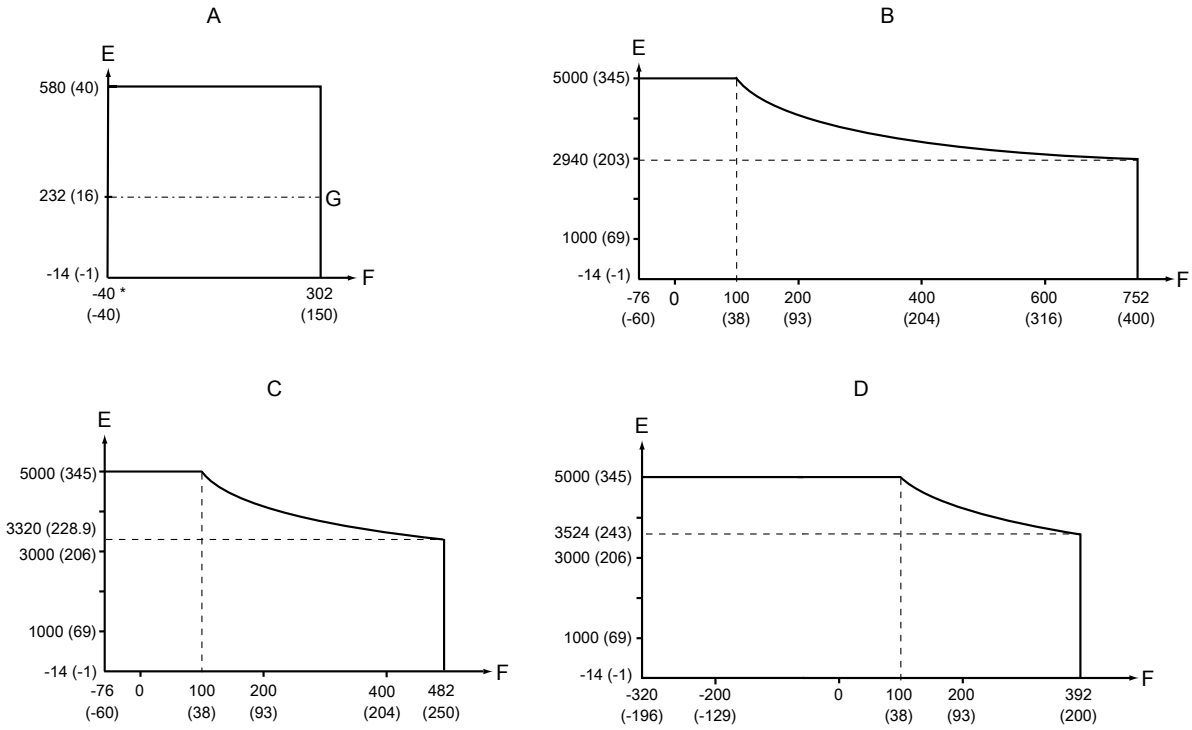 A
E
580 (40)
232 (16)
G
-14 (-1)
F
-40 *
302
(-40)
(150)
B
E
5000 (345)
2940 (203)
1000 (69)
-14 (-1)
F
-76 0 100 200 400 600 752
(-60) (38) (93) (204) (316) (400)
C
E
5000 (345)
3320 (228.9)
3000 (206)
1000 (69)
-14 (-1)
F
-76 0 100 200 400 482
(-60) (38) (93) (204) (250)
D
E
5000 (345)
3524 (243)
3000 (206)
1000 (69)
-14 (-1)
F
-320 -200 0 100 200 392
(-196) (-129) (38) (93) (200)